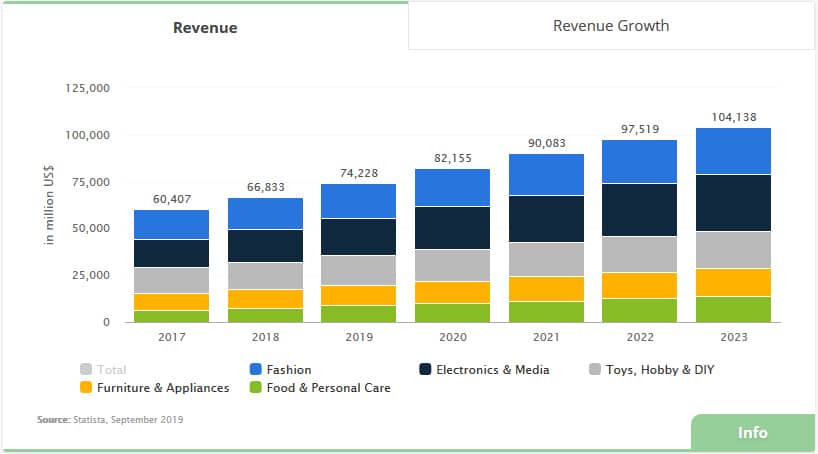 Revenue
Revenue Growth
in million US$
125,000
100,000
75,000
50,000
25,000
0
60,407
66,833
74,228
82,155
90,083
97,519
104,138
2017 2018 2019 2020 2021 2022 2023
Total Fashion Electronics & Media Toys, Hobby & DIY
Furniture & Appliances Food & Personal Care
Source: Statista, September 2019
Info